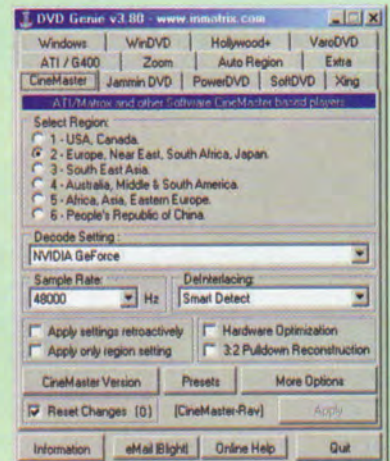 DVD Genie v3.80 - www.inmatrix.com
Windows WinDVD Hollywood+ VaroDVD
ATI / G400 Zoom Auto Region Extra
CineMaster Jammin DVD PowerDVD SoftDVD Xing
ATI/Matrox and other Software CineMaster based players
Select Region:
1 - USA, Canada.
2 - Europe, Near East, South Africa, Japan.
3 - South East Asia.
4 - Australia, Middle & South America.
5 - Africa, Asia, Eastern Europe.
6 - People's Republic of China.
Decode Setting :
NVIDIA GeForce
Sample Rate: DeInterlacing:
48000 Hz Smart Detect
Apply settings retroactively Hardware Optimization
Apply only region setting 3:2 Pulldown Reconstruction
CineMaster Version Presets More Options
Reset Changes (0) [CineMaster-Rav] Apply
Information eMail (Blight) Online Help Quit